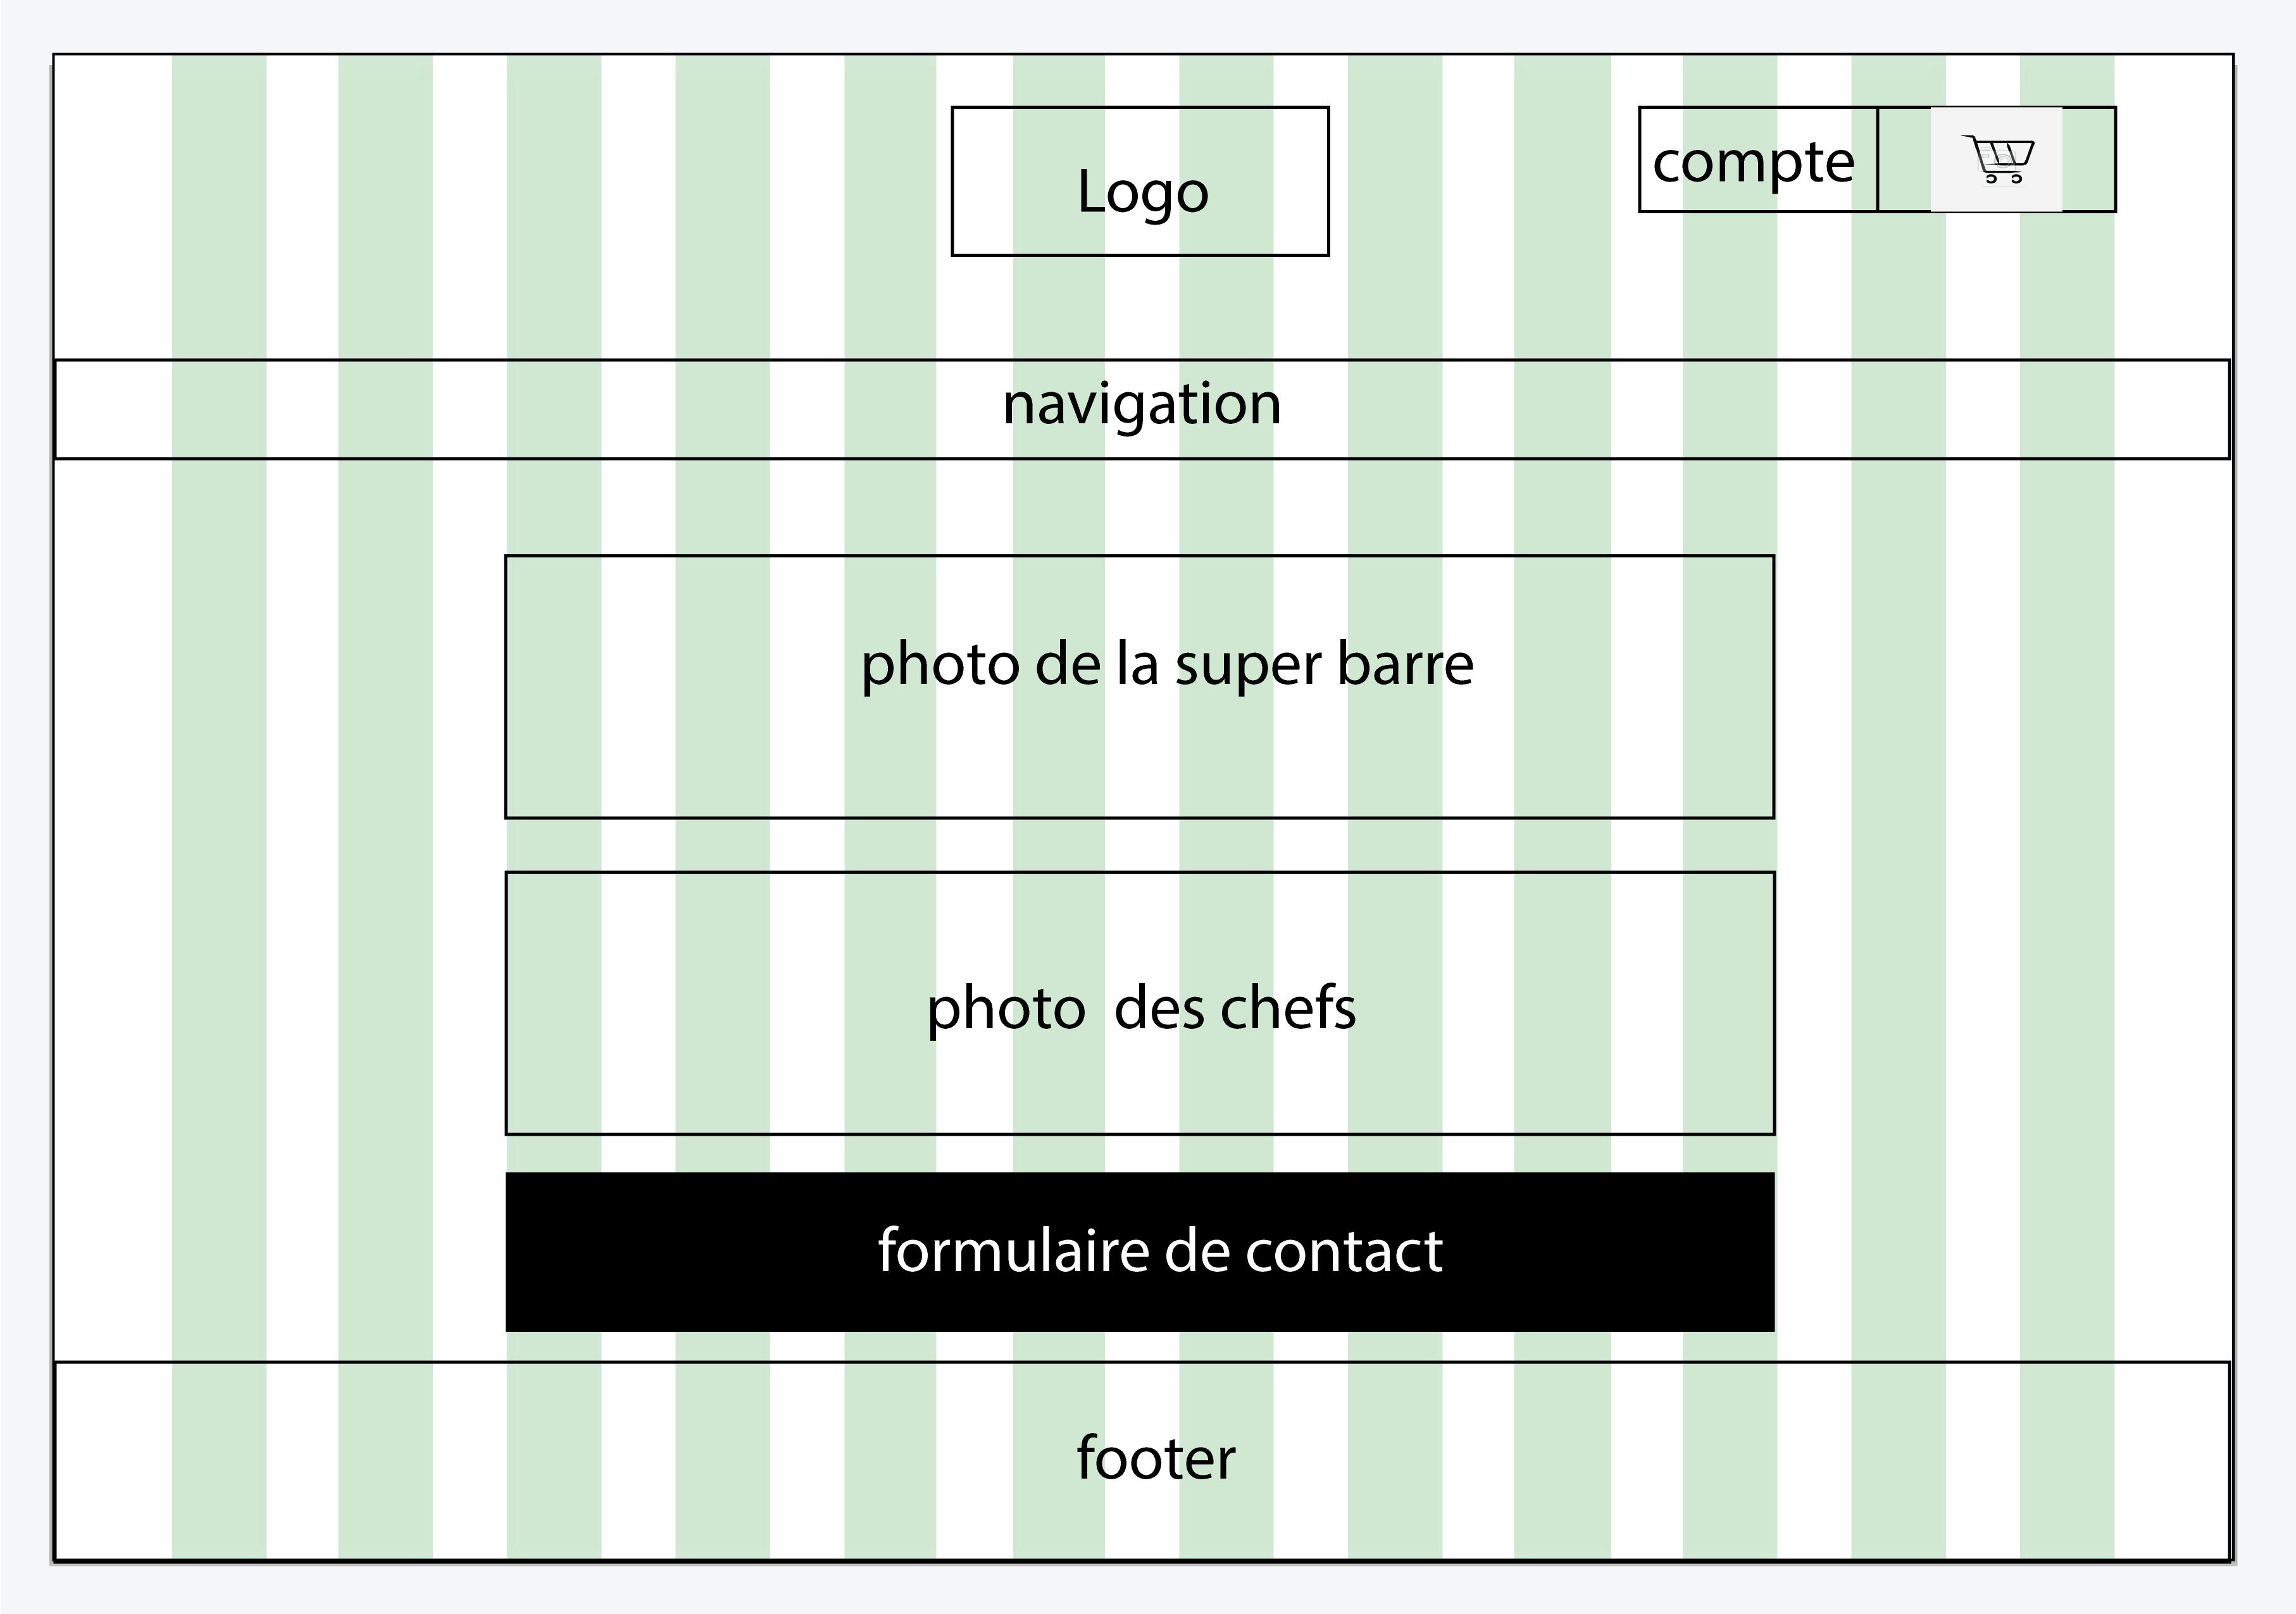 Logo
compte
navigation
photo de la super barre
photo  des chefs
formulaire de contact
footer